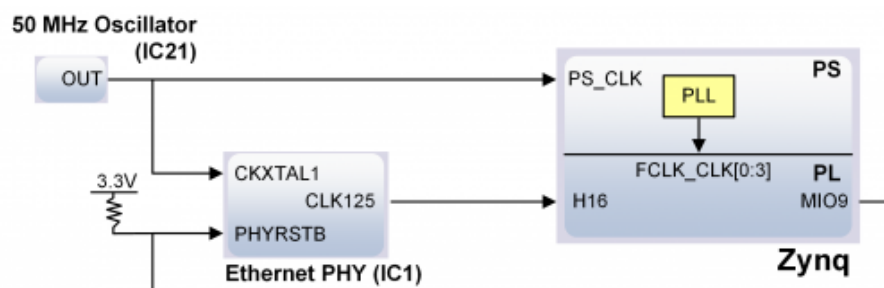 50 MHz Oscillator
(IC21)
OUT
PS_CLK
PS
PLL
CKXTAL1
3.3V
FCLK_CLK[0:3]
PL
CLK125
H16
MIO9
PHYRSTB
Zynq
Ethernet PHY (IC1)